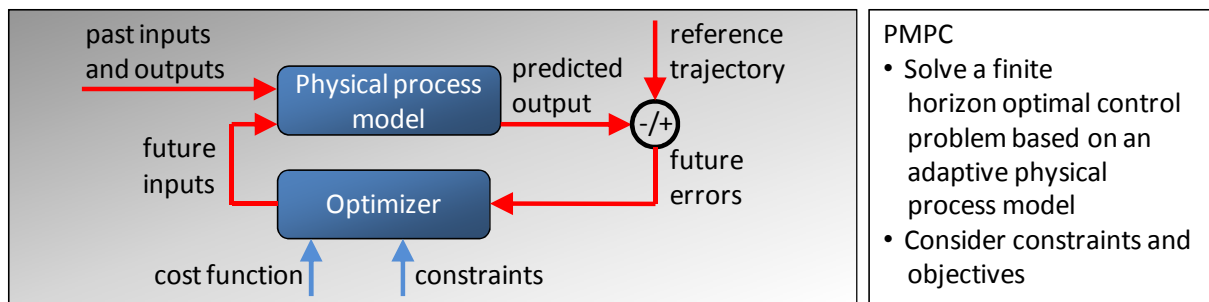 past inputs
and outputs
Physical process
model
predicted
output
reference
trajectory
-/+
future
inputs
Optimizer
future
errors
cost function
constraints
PMPC
• Solve a finite
horizon optimal control
problem based on an
adaptive physical
process model
• Consider constraints and
objectives